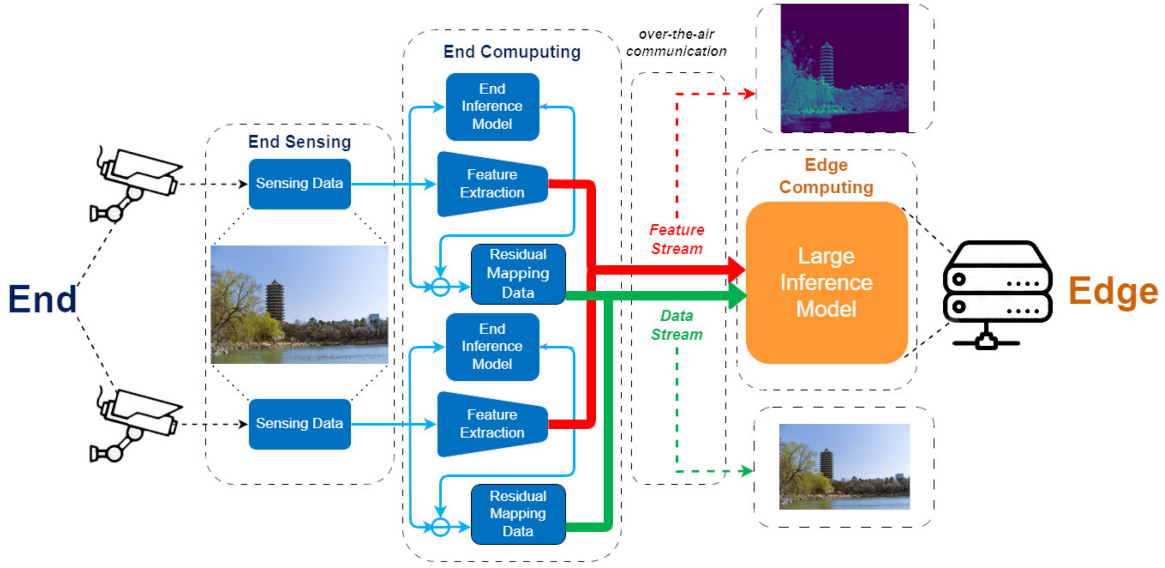 End
End Sensing
Sensing Data
Sensing Data
End Comuputing
End
Inference
Model
Feature
Extraction
Residual
Mapping
Data
End
Inference
Model
Feature
Extraction
Residual
Mapping
Data
over-the-air
communication
Feature
Stream
Data
Stream
Edge
Computing
Large
Inference
Model
Edge